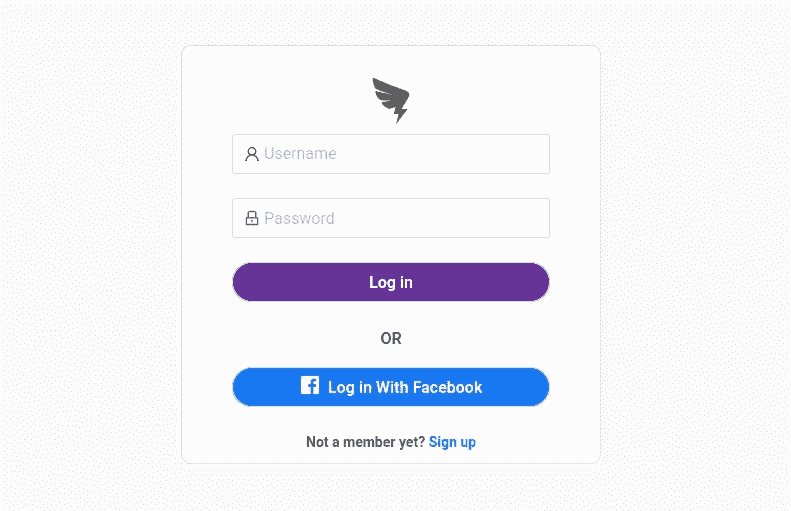 Username
Password
Log in
OR
Log in With Facebook
Not a member yet? Sign up